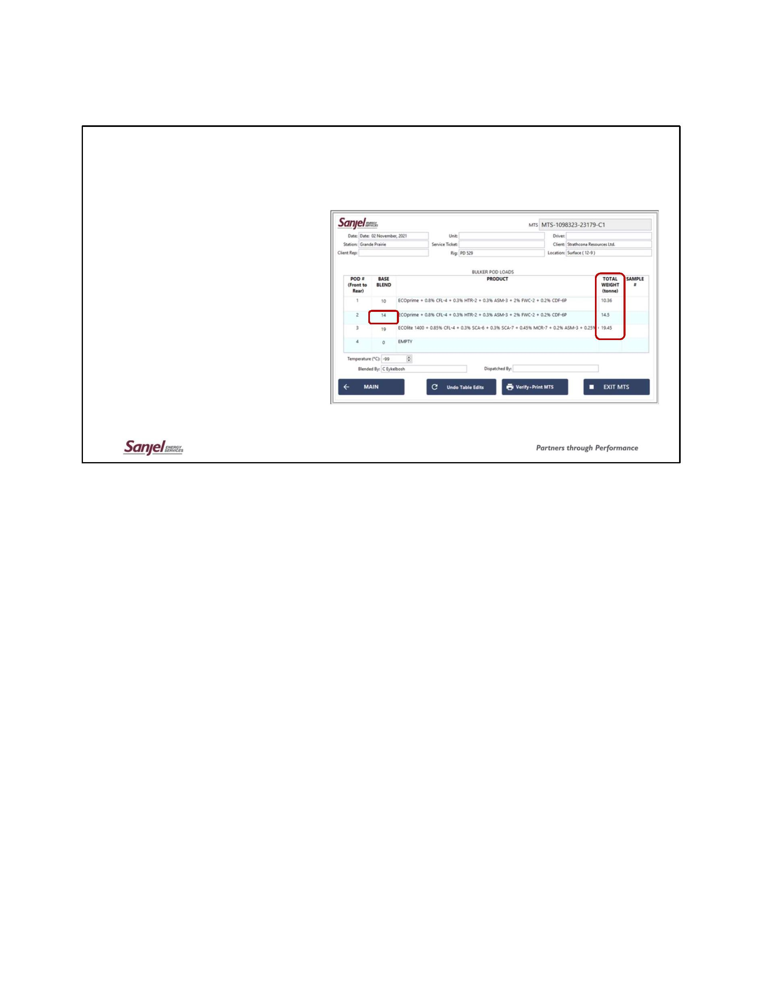 Sanjel ENERGY SERVICES
MTS MTS-1098323-23179-C1
Date: Date: 02 November, 2021 Unit: Driver:
Station: Grande Prairie Service Ticket: Client: Strathcona Resources Ltd.
Client Rep: Rig: PD 529 Location: Surface ( 12-9 )
BULKER POD LOADS
POD # (Front to Rear) BASE BLEND PRODUCT TOTAL WEIGHT (tonne) SAMPLE #
1 10 ECOprime + 0.8% CFL-4 + 0.3% HTR-2 + 0.3% ASM-3 + 2% FWC-2 + 0.2% CDF-6P 10.36
2 14 ECOprime + 0.8% CFL-4 + 0.3% HTR-2 + 0.3% ASM-3 + 2% FWC-2 + 0.2% CDF-6P 14.5
3 19 ECOlite 1400 + 0.85% CFL-4 + 0.3% SCA-6 + 0.3% SCA-7 + 0.45% MCR-7 + 0.2% ASM-3 + 0.25% 19.45
4 0 EMPTY
Temperature (°C): -99
Blended By: C Eykelbosh Dispatched By:
MAIN Undo Table Edits Verify+Print MTS EXIT MTS
Sanjel ENERGY SERVICES
Partners through Performance